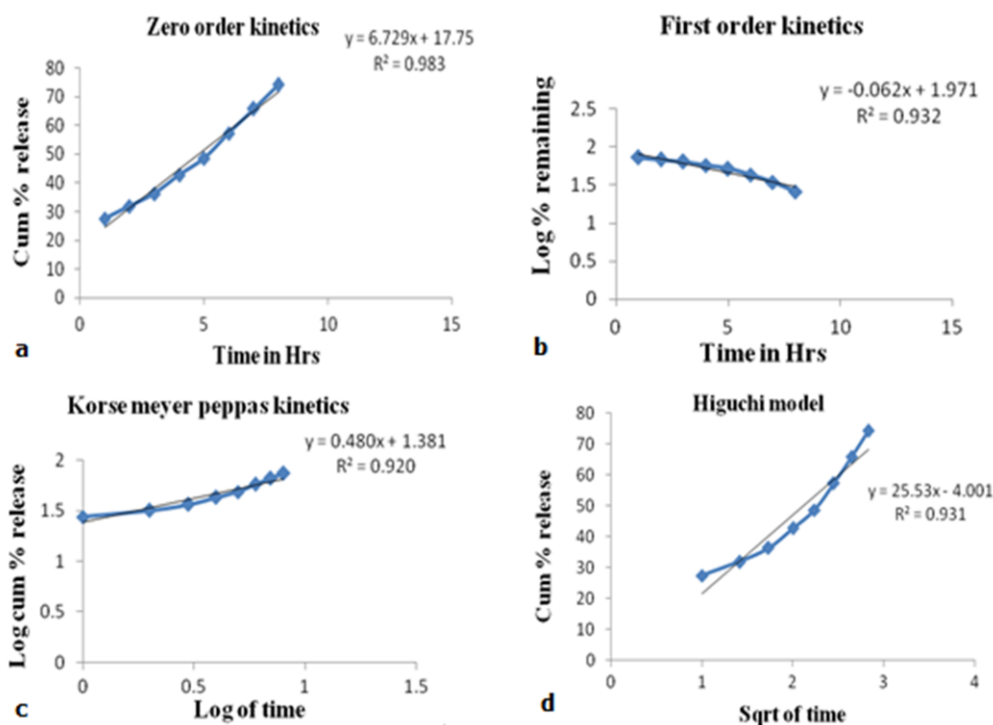 Zero order kinetics
y = 6.729x + 17.75
R² = 0.983
Cum % release
80
70
60
50
40
30
20
10
0
0 5 10 15
Time in Hrs
a
First order kinetics
y = -0.062x + 1.971
R² = 0.932
Log % remaining
2.5
2
1.5
1
0.5
0
0 5 10 15
Time in Hrs
b
Korse meyer peppas kinetics
y = 0.480x + 1.381
R² = 0.920
Log cum % release
2
1.5
1
0.5
0
0 0.5 1 1.5
Log of time
c
Higuchi model
y = 25.53x - 4.001
R² = 0.931
Cum % release
80
70
60
50
40
30
20
10
0
0 1 2 3 4
Sqrt of time
d